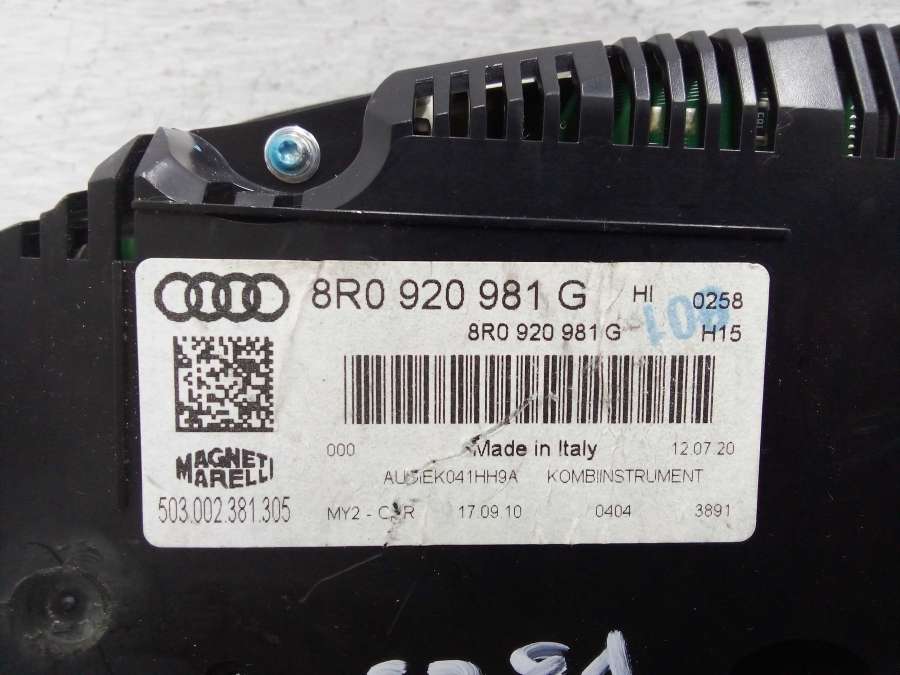 8R0 920 981 G HI 0258
8R0 920 981 G H15
000 Made in Italy 12.07.20
MAGNETI
MARELLI
KOMBIINSTRUMENT
503.002.381.305 MY2 - 17.09.10 0404 3891